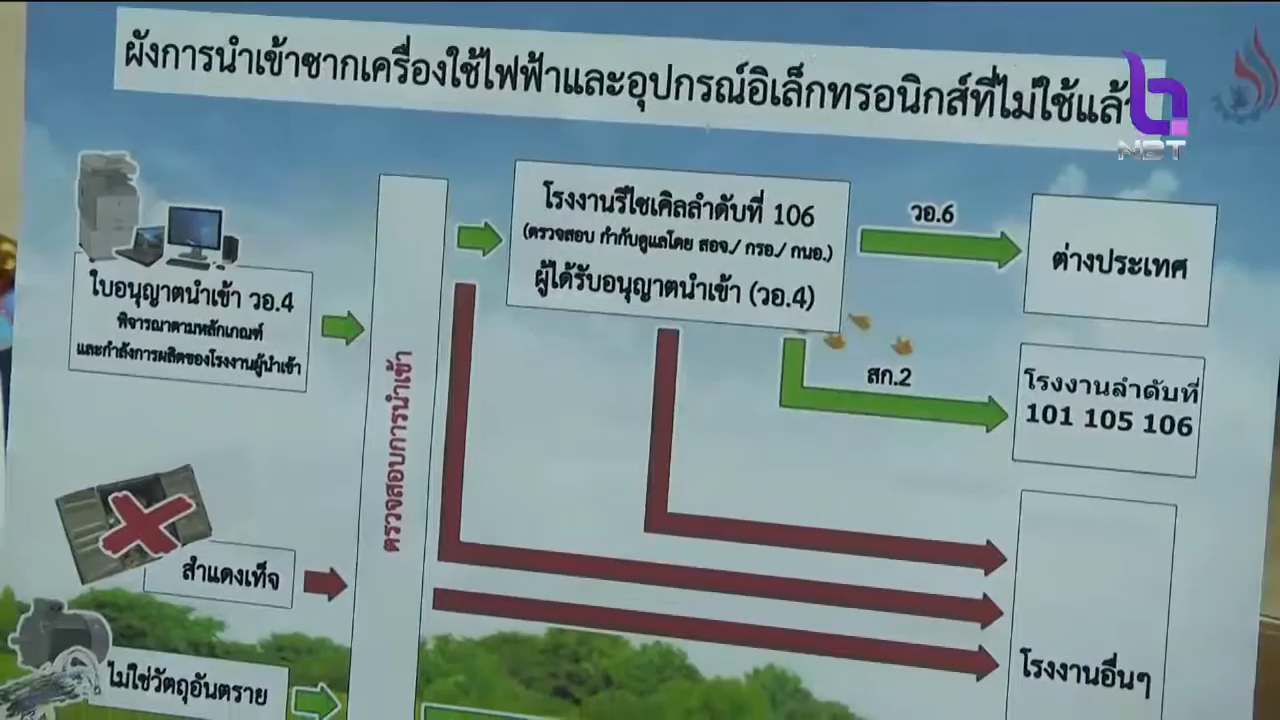 ผังการนำเข้าซากเครื่องใช้ไฟฟ้าและอุปกรณ์อิเล็กทรอนิกส์ที่ไม่ใช้แล้ว
NBT
ใบอนุญาตนำเข้า วอ.4
พิจารณาตามหลักเกณฑ์
และกำลังการผลิตของโรงงานผู้นำเข้า
สำแดงเท็จ
ไม่ใช่วัตถุอันตราย
ตรวจสอบการนำเข้า
โรงงานรีไซเคิลลำดับที่ 106
(ตรวจสอบ กำกับดูแลโดย สอจ./ กรอ./ กนอ.)
ผู้ได้รับอนุญาตนำเข้า (วอ.4)
วอ.6
ต่างประเทศ
สก.2
โรงงานลำดับที่
101 105 106
โรงงานอื่นๆ